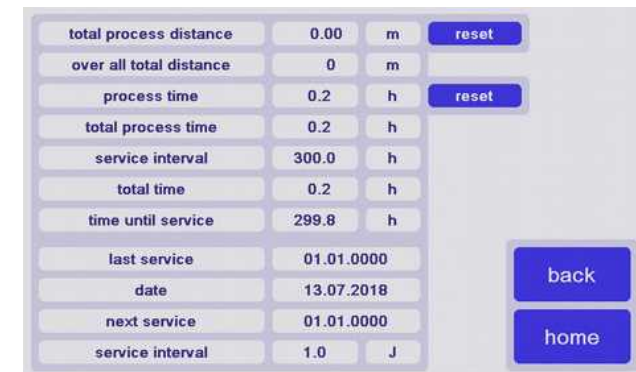 total process distance 0.00 m reset
over all total distance 0 m
process time 0.2 h reset
total process time 0.2 h
service interval 300.0 h
total time 0.2 h
time until service 299.8 h
last service 01.01.0000
date 13.07.2018
next service 01.01.0000
service interval 1.0 J
back
home